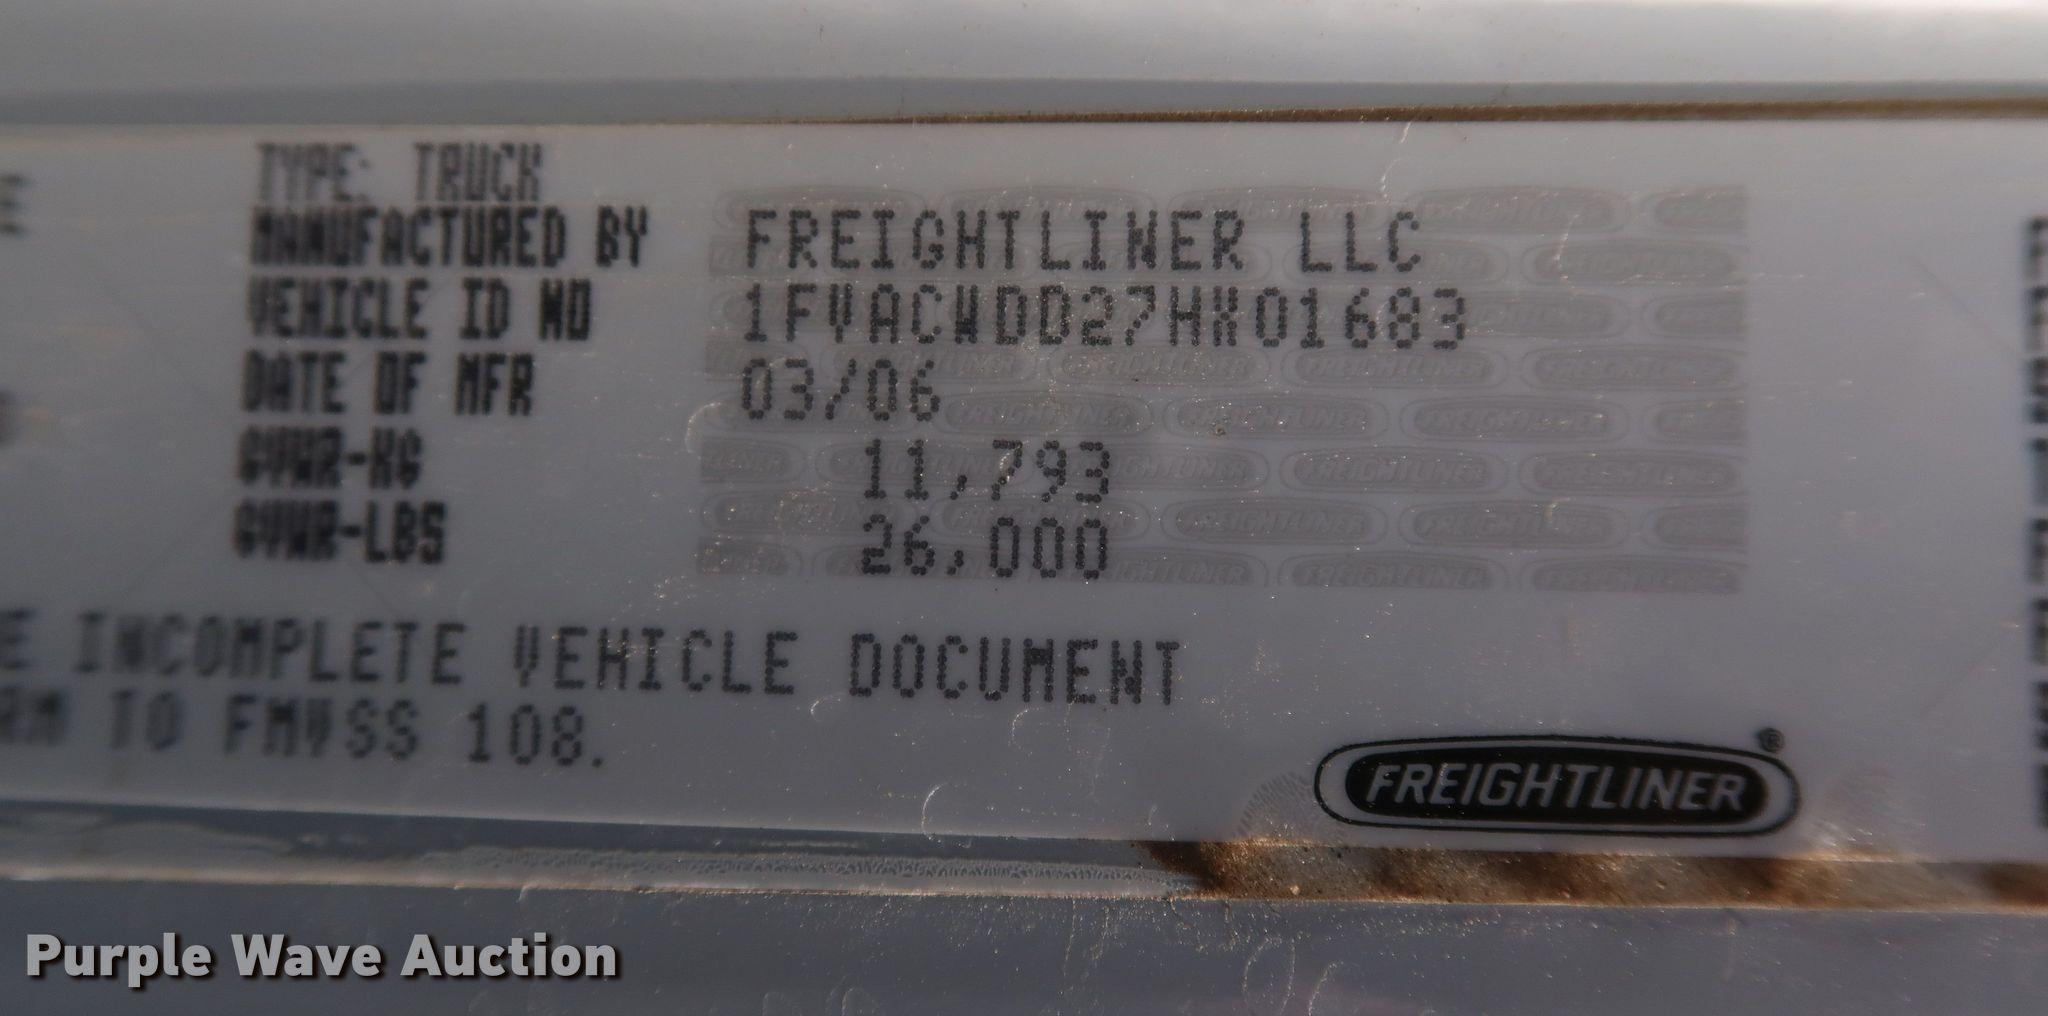 TYPE: TRUCK
MANUFACTURED BY FREIGHTLINER LLC
VEHICLE ID NO 1FVACWDD27HX01683
DATE OF MFR 03/06
GVWR-KG 11,793
GVWR-LBS 26,000
E INCOMPLETE VEHICLE DOCUMENT
RM TO FMVSS 108.
FREIGHTLINER®
Purple Wave Auction